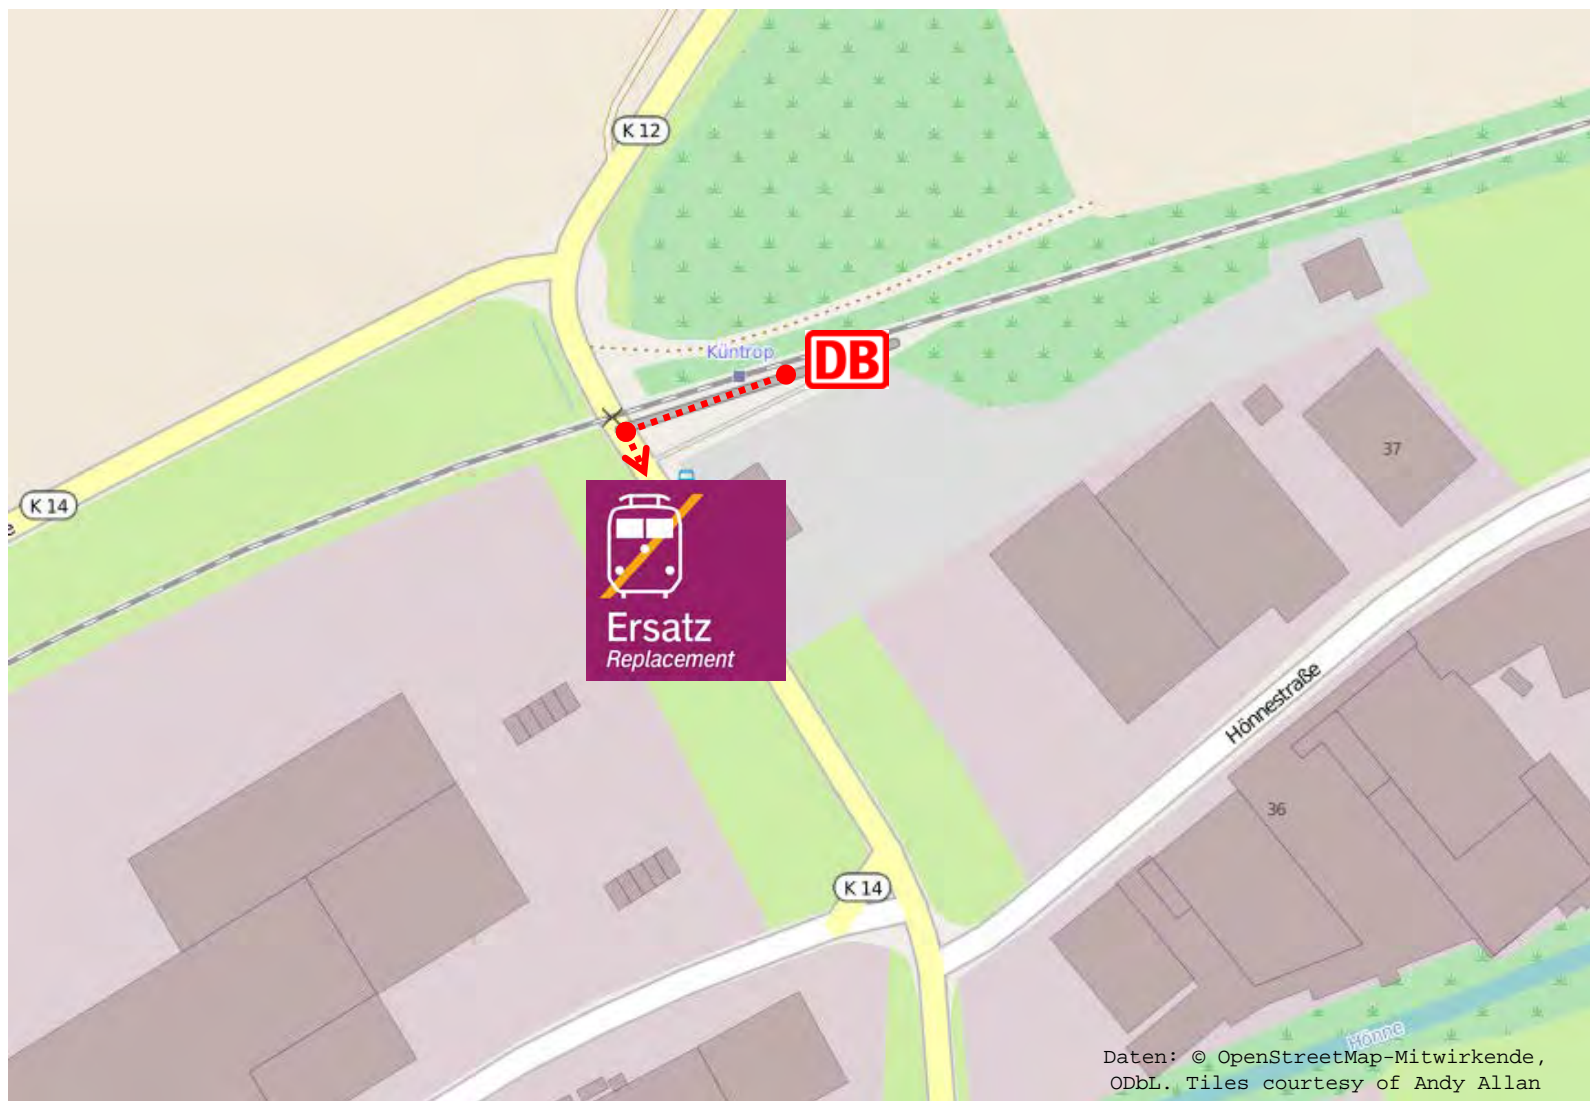 K 12
Küntrop
DB
K 14
e
37
Ersatz
Replacement
Hönnestraße
36
K 14
Hönne
Daten: © OpenStreetMap-Mitwirkende,
ODbL. Tiles courtesy of Andy Allan